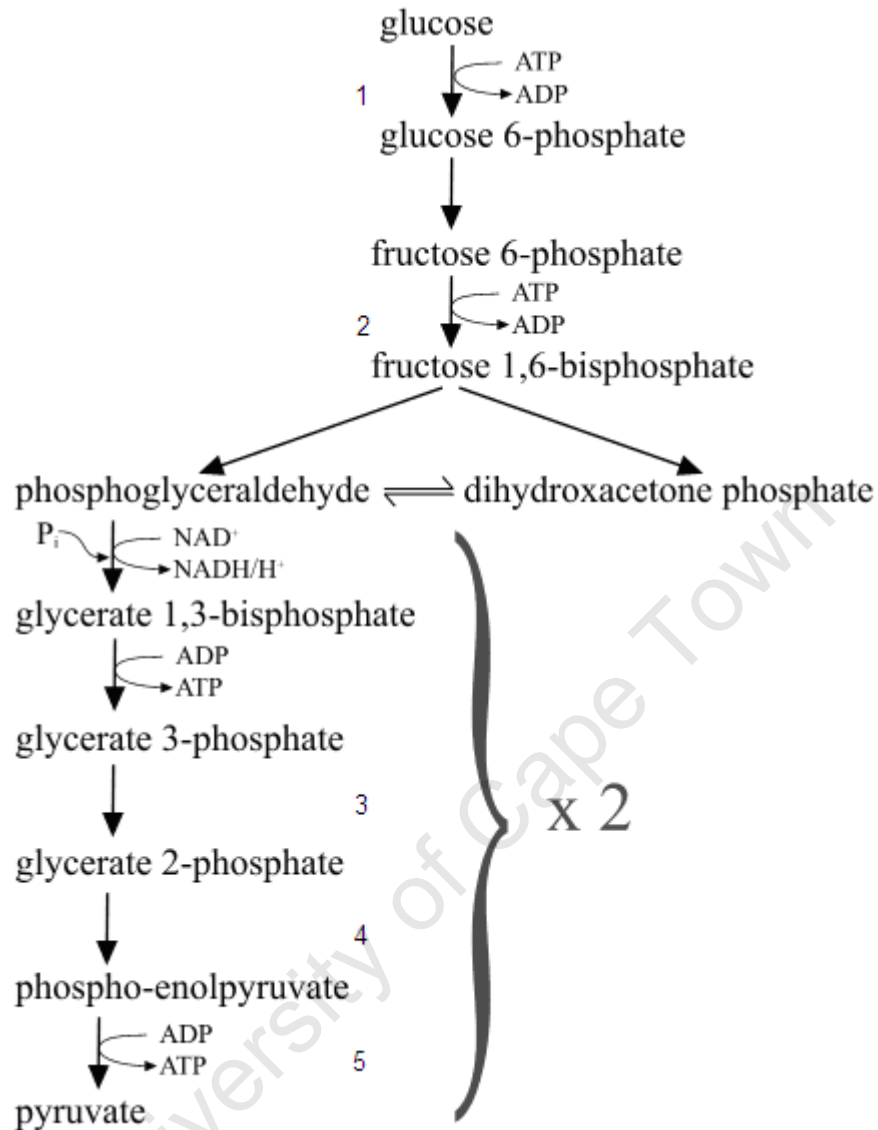 glucose
ATP
1
ADP
glucose 6-phosphate
fructose 6-phosphate
ATP
2
ADP
fructose 1,6-bisphosphate
phosphoglyceraldehyde
dihydroxacetone phosphate
Pi
NAD+
NADH/H+
glycerate 1,3-bisphosphate
ADP
ATP
glycerate 3-phosphate
3
x 2
glycerate 2-phosphate
4
phospho-enolpyruvate
ADP
ATP
5
pyruvate
University of Cape Town